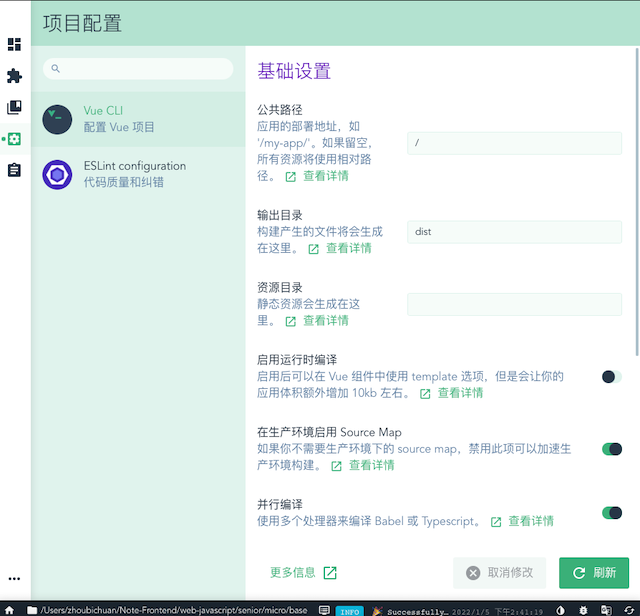 项目配置
Vue CLI
配置 Vue 项目
ESLint configuration
代码质量和纠错
基础设置
公共路径
应用的部署地址，如
'/my-app/'。如果留空，
所有资源将使用相对路
径。 查看详情
/
输出目录
构建产生的文件将会生成
在这里。 查看详情
dist
资源目录
静态资源会生成在这
里。 查看详情
启用运行时编译
启用后可以在 Vue 组件中使用 template 选项，但是会让你的
应用体积额外增加 10kb 左右。 查看详情
在生产环境启用 Source Map
如果你不需要生产环境下的 source map，禁用此项可以加速生
产环境构建。 查看详情
并行编译
使用多个处理器来编译 Babel 或 Typescript。 查看详情
更多信息
取消修改
刷新
/Users/zhoubichuan/Note-Frontend/web-javascript/senior/micro/base
INFO
Successfully… 2022/1/5 下午2:41:19